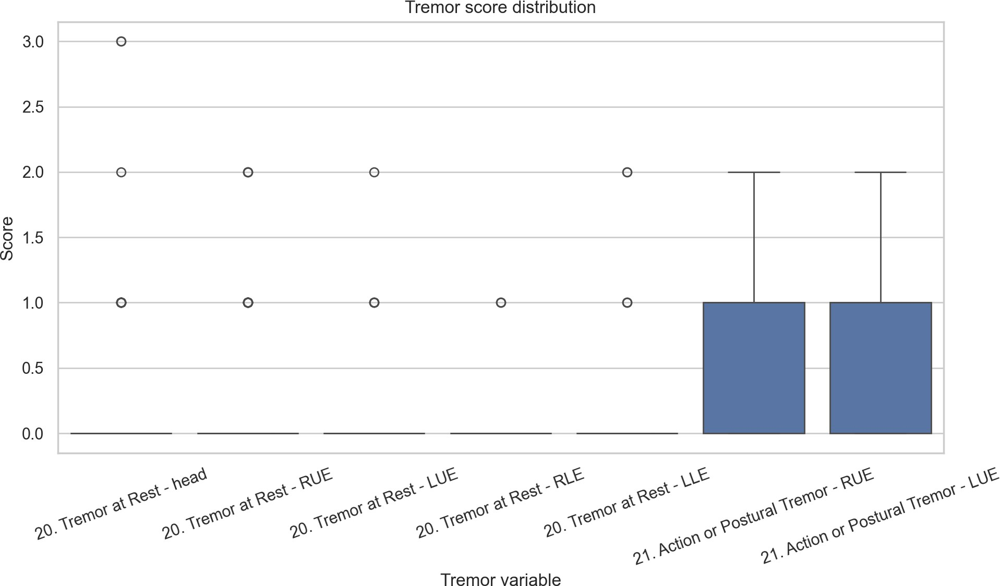 Tremor score distribution
3.0
2.5
2.0
1.5
1.0
0.5
0.0
Score
20. Tremor at Rest - head
20. Tremor at Rest - RUE
20. Tremor at Rest - LUE
20. Tremor at Rest - RLE
20. Tremor at Rest - LLE
21. Action or Postural Tremor - RUE
21. Action or Postural Tremor - LUE
Tremor variable